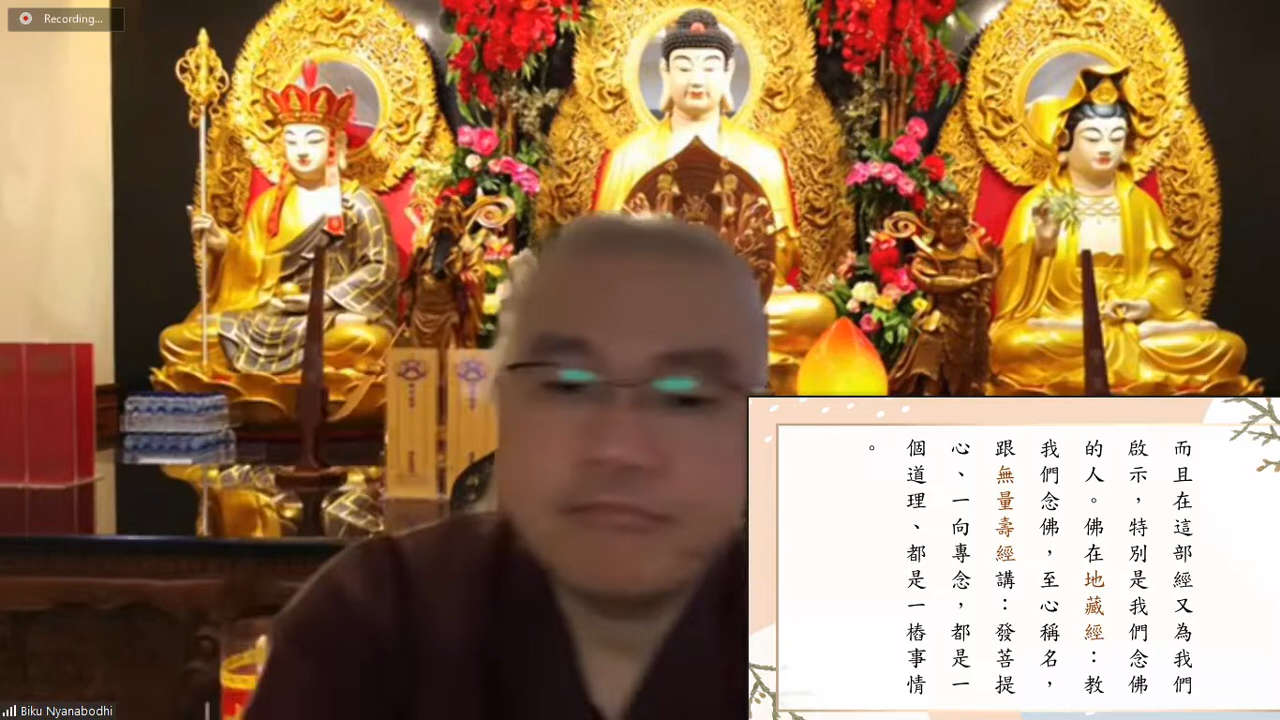 Recording...
而且在這部經又為我們
啟示，特別是我們念佛
的人。佛在地藏經：教
我們念佛，至心稱名，
跟無量壽經講：發菩提
心、一向專念，都是一
個道理、都是一樁事情
。
Biku Nyanabodhi